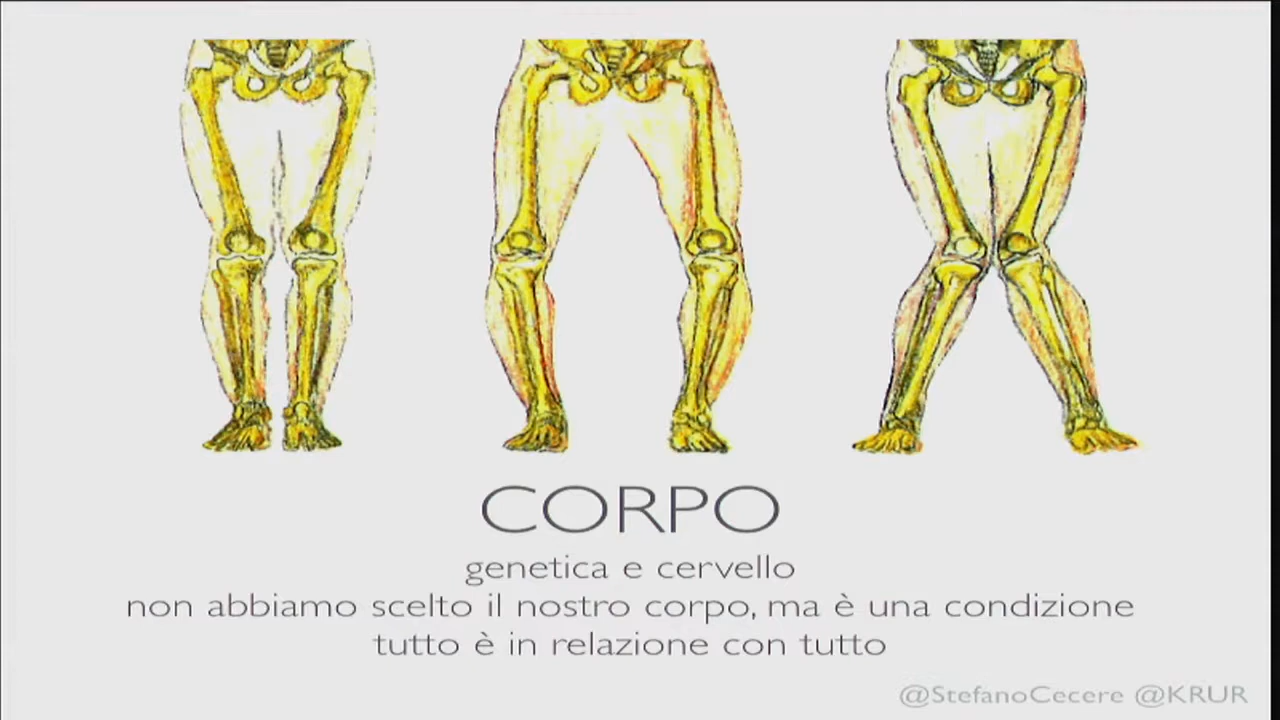 CORPO
genetica e cervello
non abbiamo scelto il nostro corpo, ma è una condizione
tutto è in relazione con tutto
@StefanoCecere @KRUR